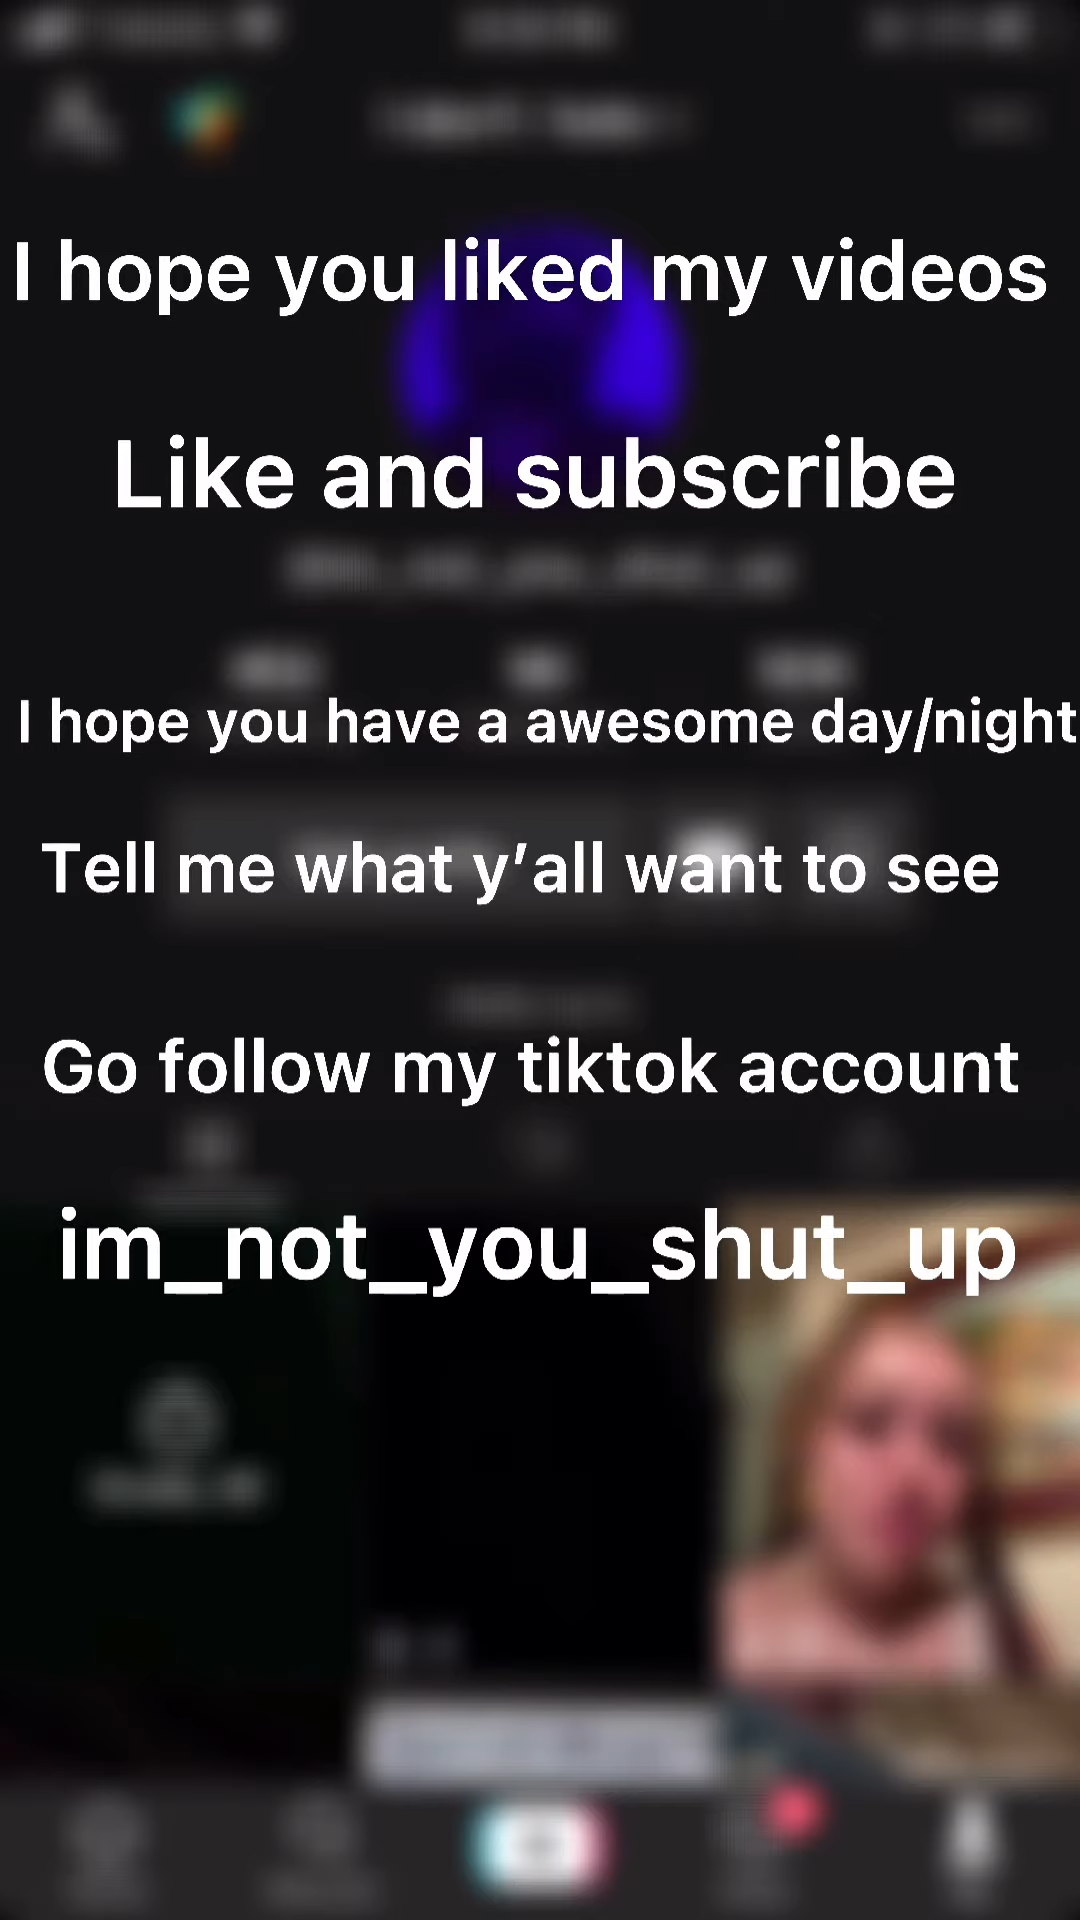 I hope you liked my videos
Like and subscribe
I hope you have a awesome day/night
Tell me what y’all want to see
Go follow my tiktok account
im_not_you_shut_up